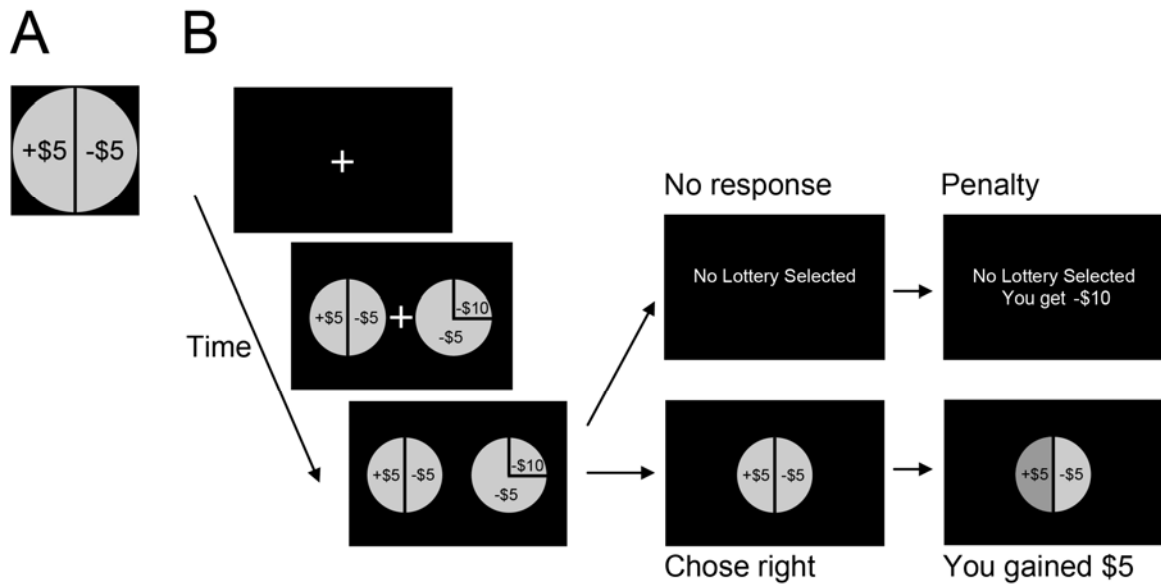 A
B
+$5 -$5
+
Time
+$5 -$5 + -$10
-$5
+$5 -$5 -$10
-$5
No response
No Lottery Selected
Penalty
No Lottery Selected
You get -$10
+$5 -$5
Chose right
+$5 -$5
You gained $5